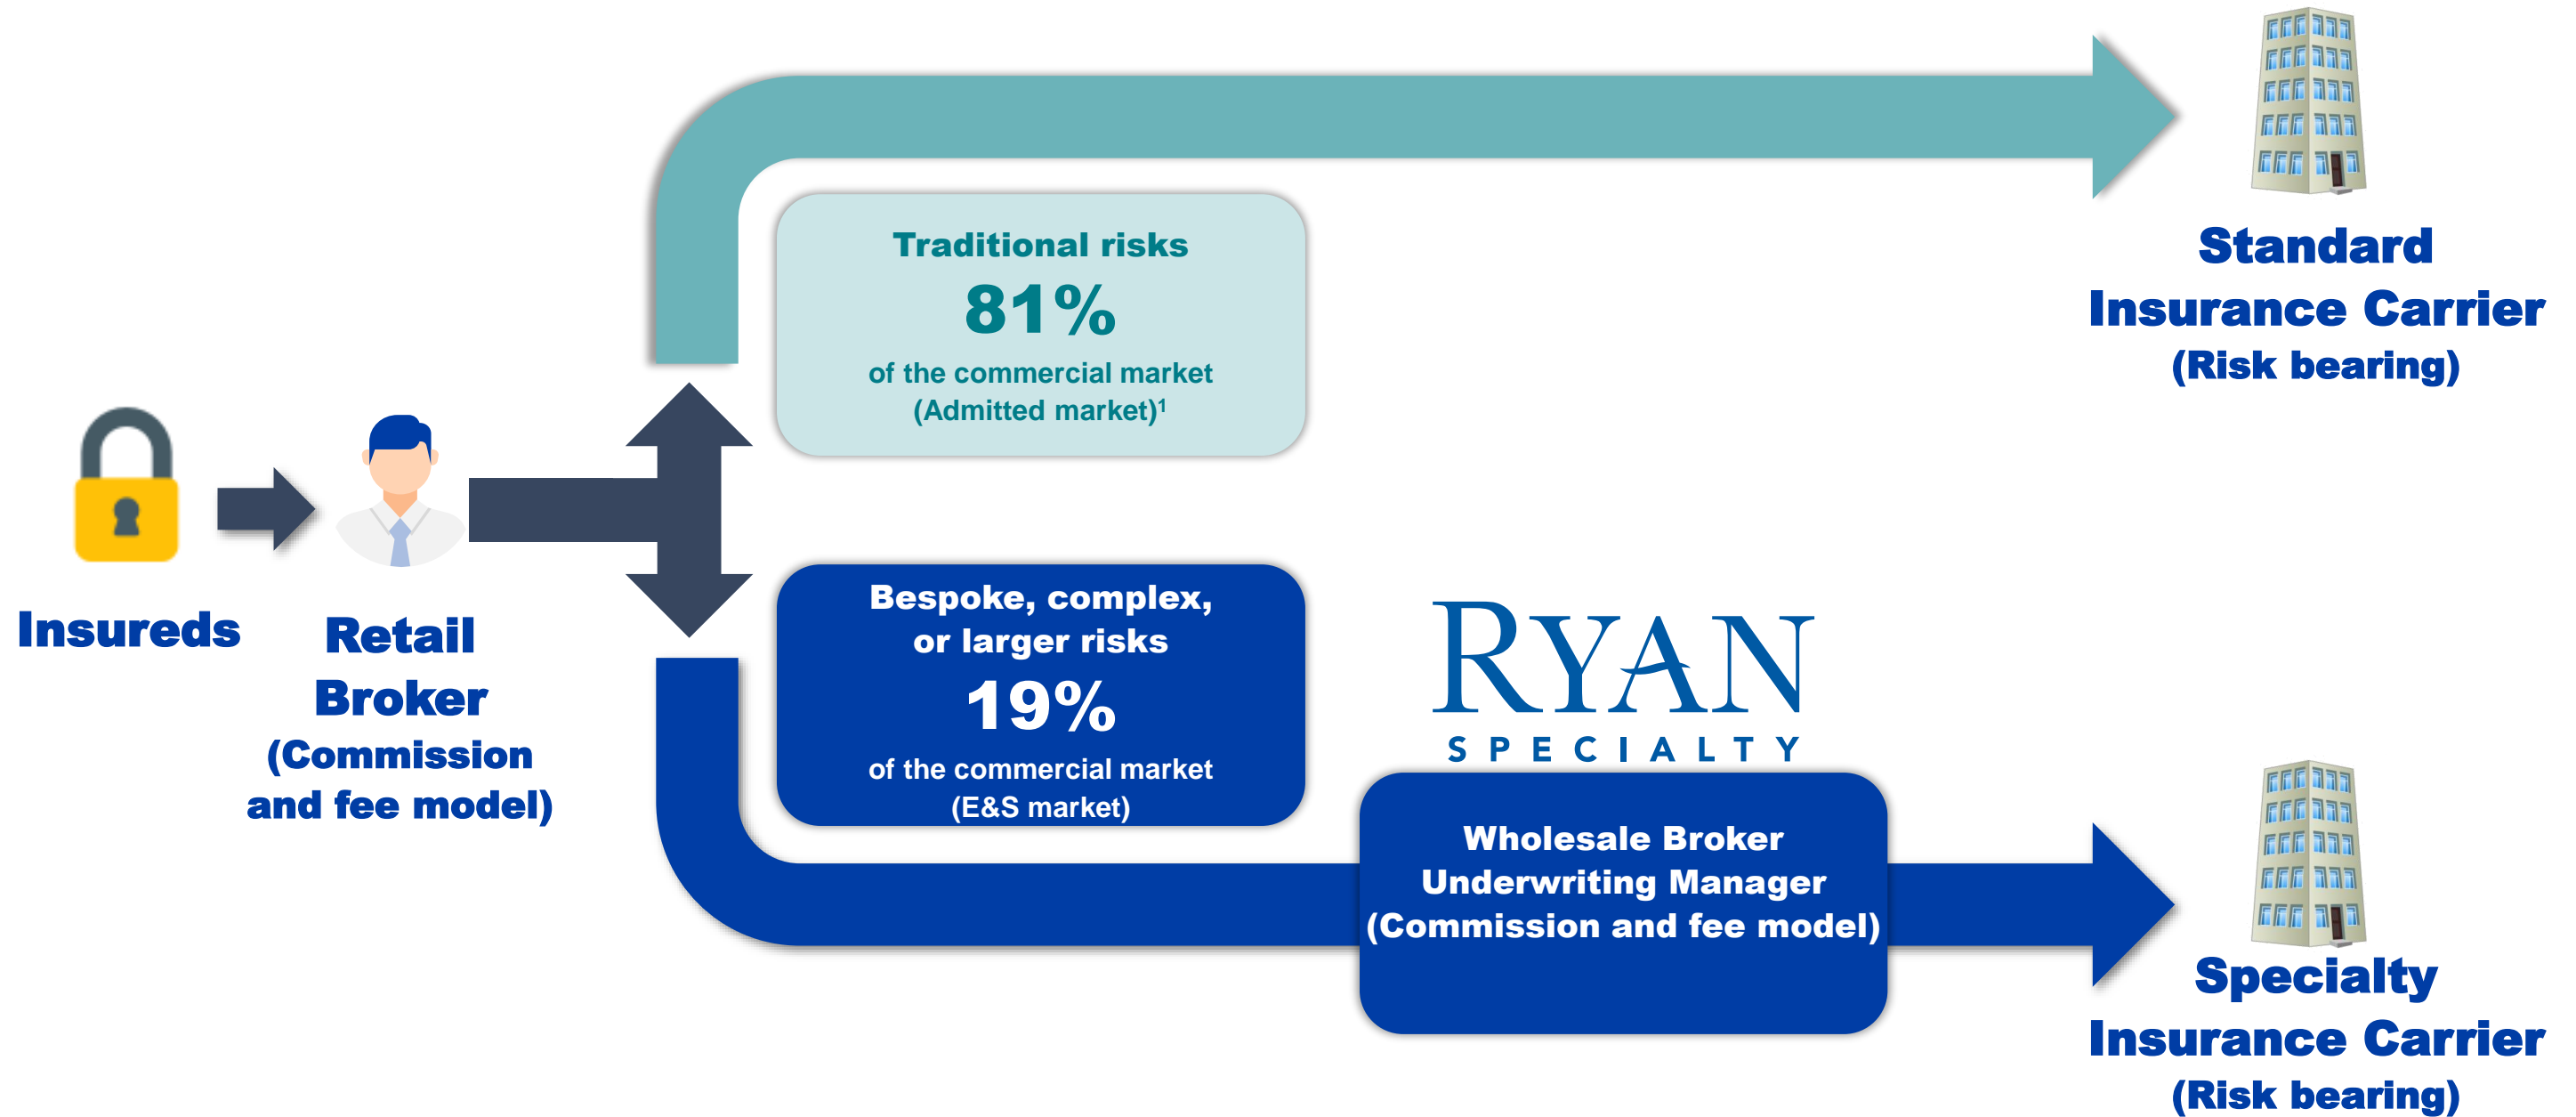 Traditional risks
81%
of the commercial market
(Admitted market)¹
Standard
Insurance Carrier
(Risk bearing)
Insureds
Retail
Broker
(Commission
and fee model)
Bespoke, complex,
or larger risks
19%
of the commercial market
(E&S market)
RYAN
SPECIALTY
Wholesale Broker
Underwriting Manager
(Commission and fee model)
Specialty
Insurance Carrier
(Risk bearing)